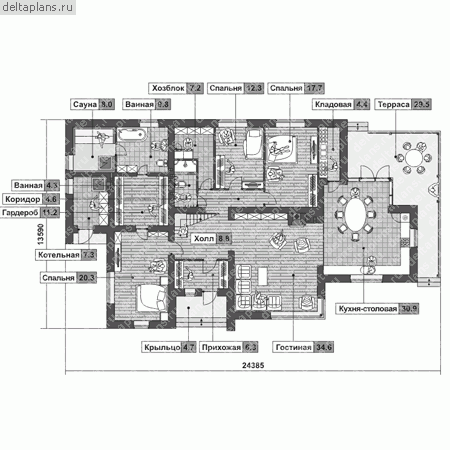 deltaplans.ru
Хозблок 7.2 Спальня 12.3 Спальня 17.7
Сауна 8.0 Ванная 9.8 Кладовая 4.4 Терраса 29.5
Ванная 4.3
Коридор 4.6
Гардероб 11.2
13590
Холл 8.8
Котельная 7.3
Спальня 20.3
Кухня-столовая 30.9
Крыльцо 4.7 Прихожая 6.3 Гостиная 34.6
24385